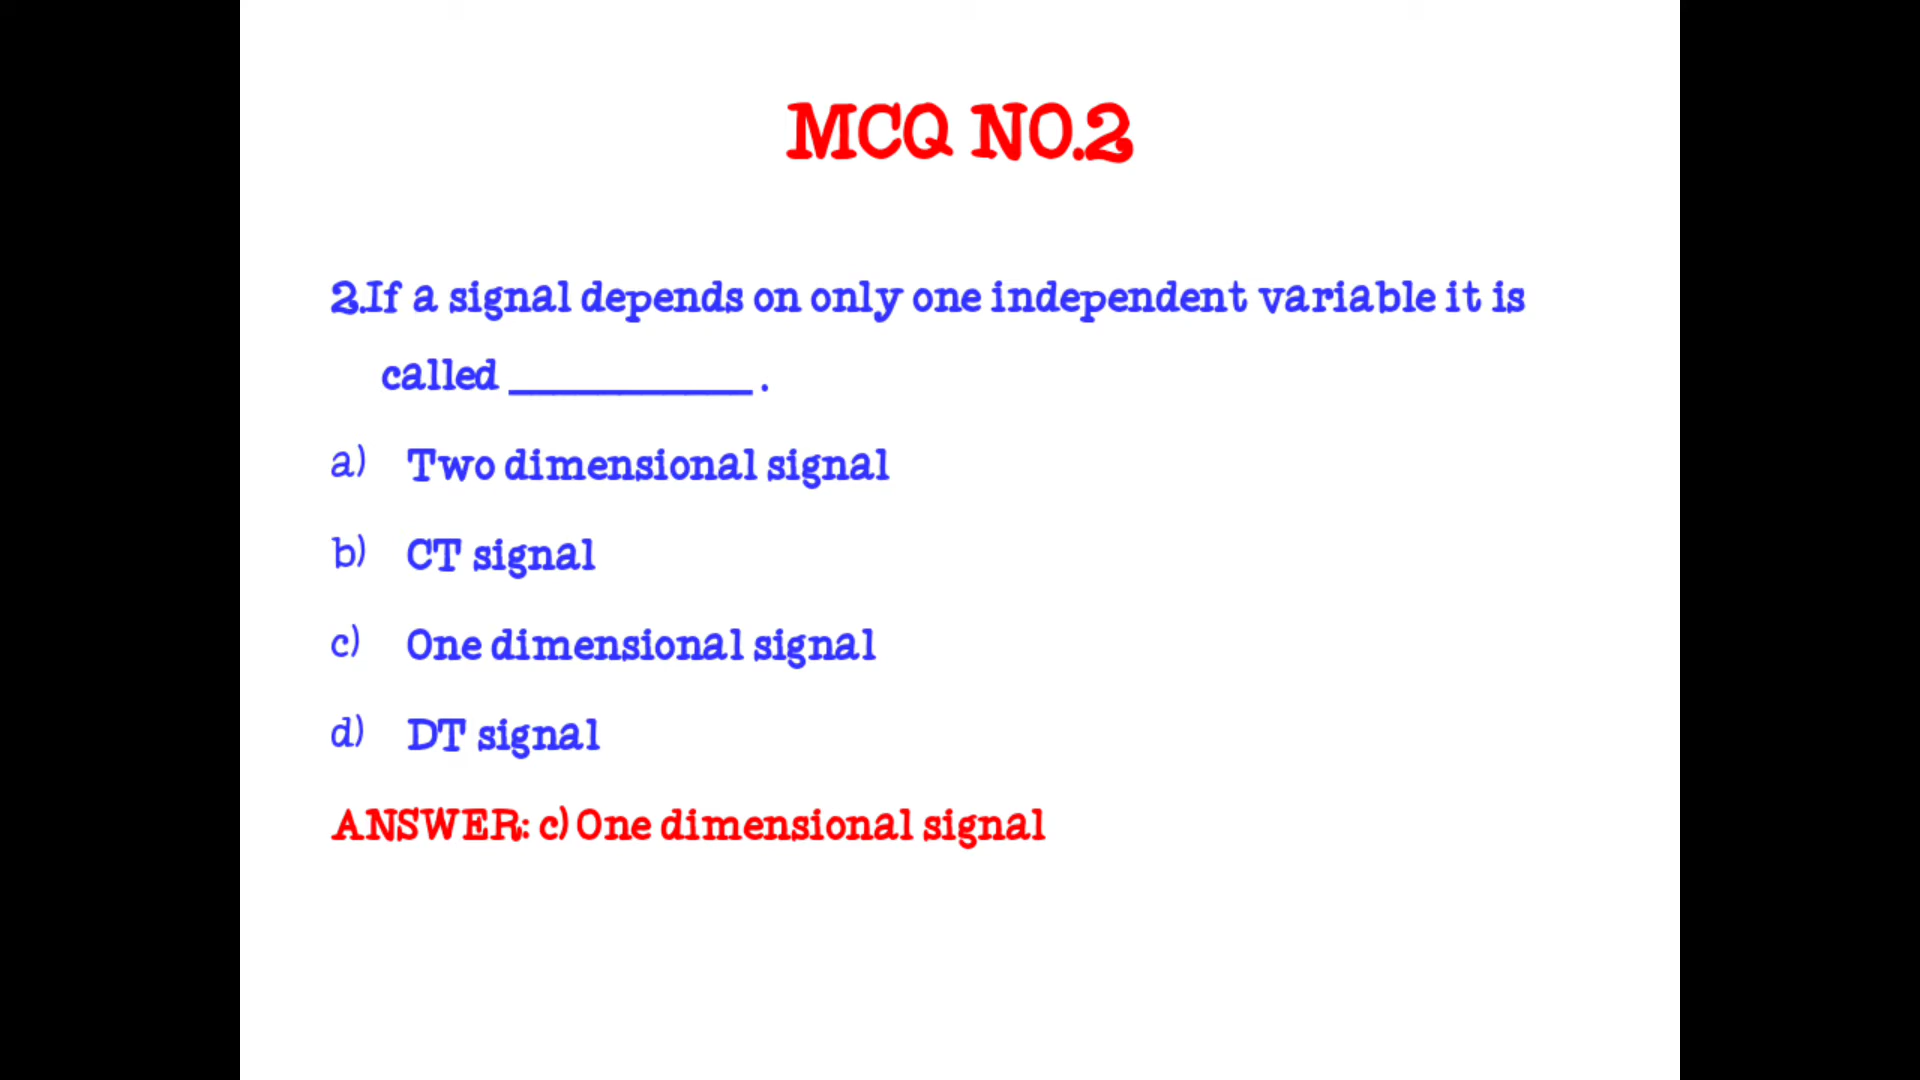 MCQ NO.2
2.If a signal depends on only one independent variable it is
called ___________ .
a) Two dimensional signal
b) CT signal
c) One dimensional signal
d) DT signal
ANSWER: c) One dimensional signal